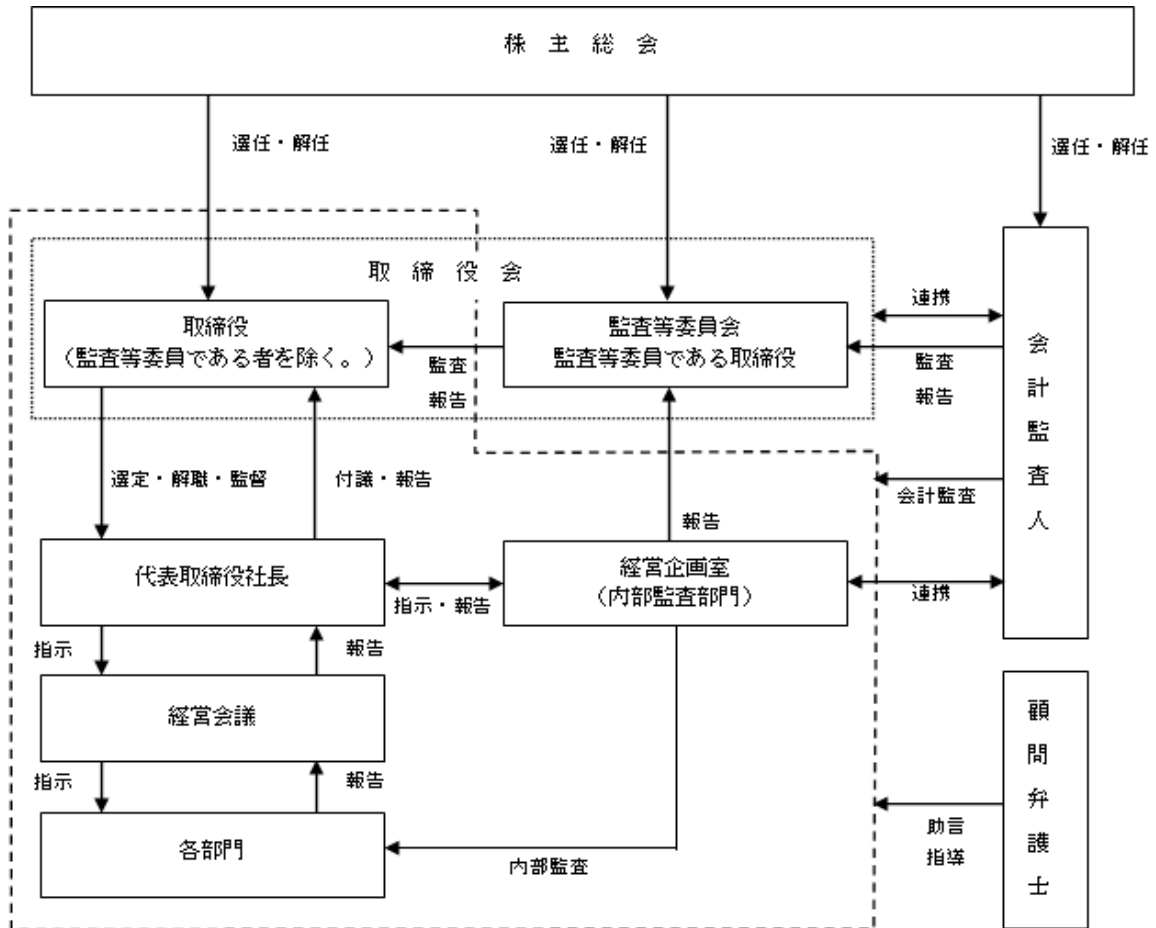 株主総会
選任・解任
選任・解任
選任・解任
取締役会
取締役
（監査等委員である者を除く。）
監査等委員会
監査等委員である取締役
監査
報告
連携
監査
報告
会計監査人
選定・解職・監督
付議・報告
報告
会計監査
代表取締役社長
指示・報告
経営企画室
（内部監査部門）
連携
指示
報告
経営会議
指示
報告
各部門
内部監査
助言
指導
顧問弁護士